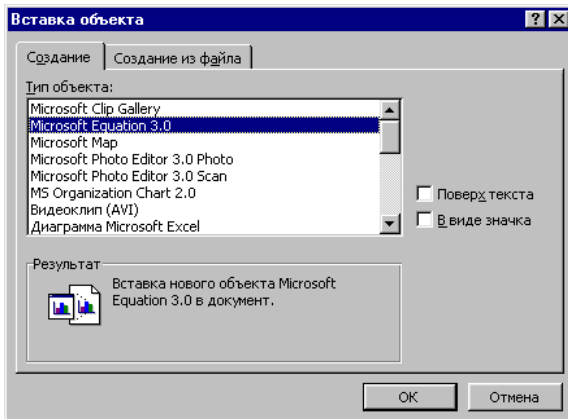 Вставка объекта
Создание
Создание из файла
Тип объекта:
Microsoft Clip Gallery
Microsoft Equation 3.0
Microsoft Map
Microsoft Photo Editor 3.0 Photo
Microsoft Photo Editor 3.0 Scan
MS Organization Chart 2.0
Видеоклип (AVI)
Диаграмма Microsoft Excel
Поверх текста
В виде значка
Результат
Вставка нового объекта Microsoft
Equation 3.0 в документ.
ОК
Отмена